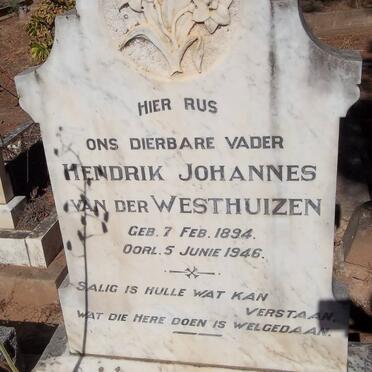 HIER RUS
ONS DIERBARE VADER
HENDRIK JOHANNES
VAN DER WESTHUIZEN
GEB. 7 FEB. 1894.
OORL. 5 JUNIE 1946.
SALIG IS HULLE WAT KAN
VERSTAAN,
WAT DIE HERE DOEN IS WELGEDAAN.